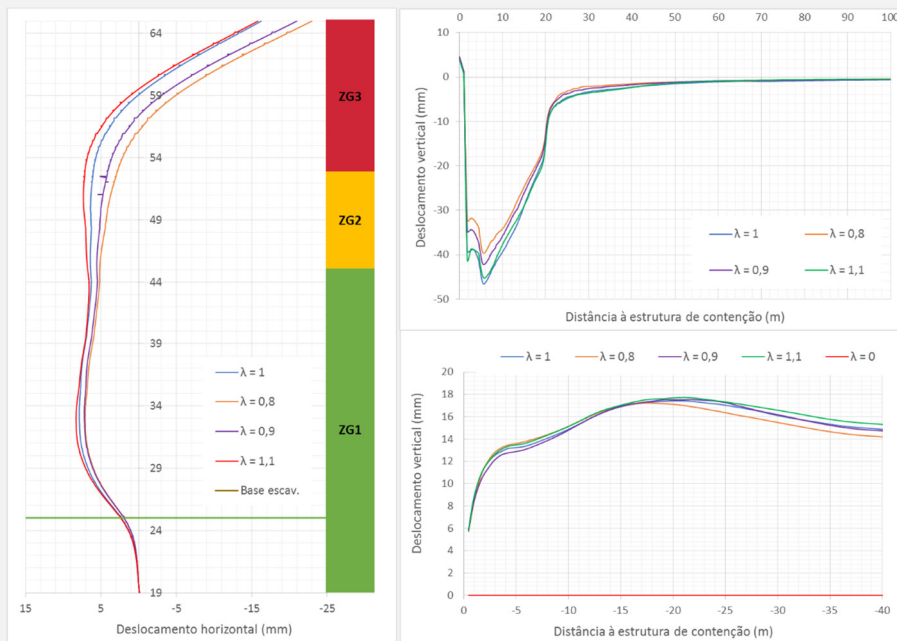 64
59
54
49
44
39
34
29
24
19
ZG3
ZG2
ZG1
λ = 1
λ = 0,8
λ = 0,9
λ = 1,1
Base escav.
15 5 -5 -15 -25
Deslocamento horizontal (mm)
0 10 20 30 40 50 60 70 80 90 100
10
0
-10
-20
-30
-40
-50
Deslocamento vertical (mm)
λ = 1 λ = 0,8
λ = 0,9 λ = 1,1
Distância à estrutura de contenção (m)
λ = 1 λ = 0,8 λ = 0,9 λ = 1,1 λ = 0
20
18
16
14
12
10
8
6
4
2
0
Deslocamento vertical (mm)
0 -5 -10 -15 -20 -25 -30 -35 -40
Distância à estrutura de contenção (m)